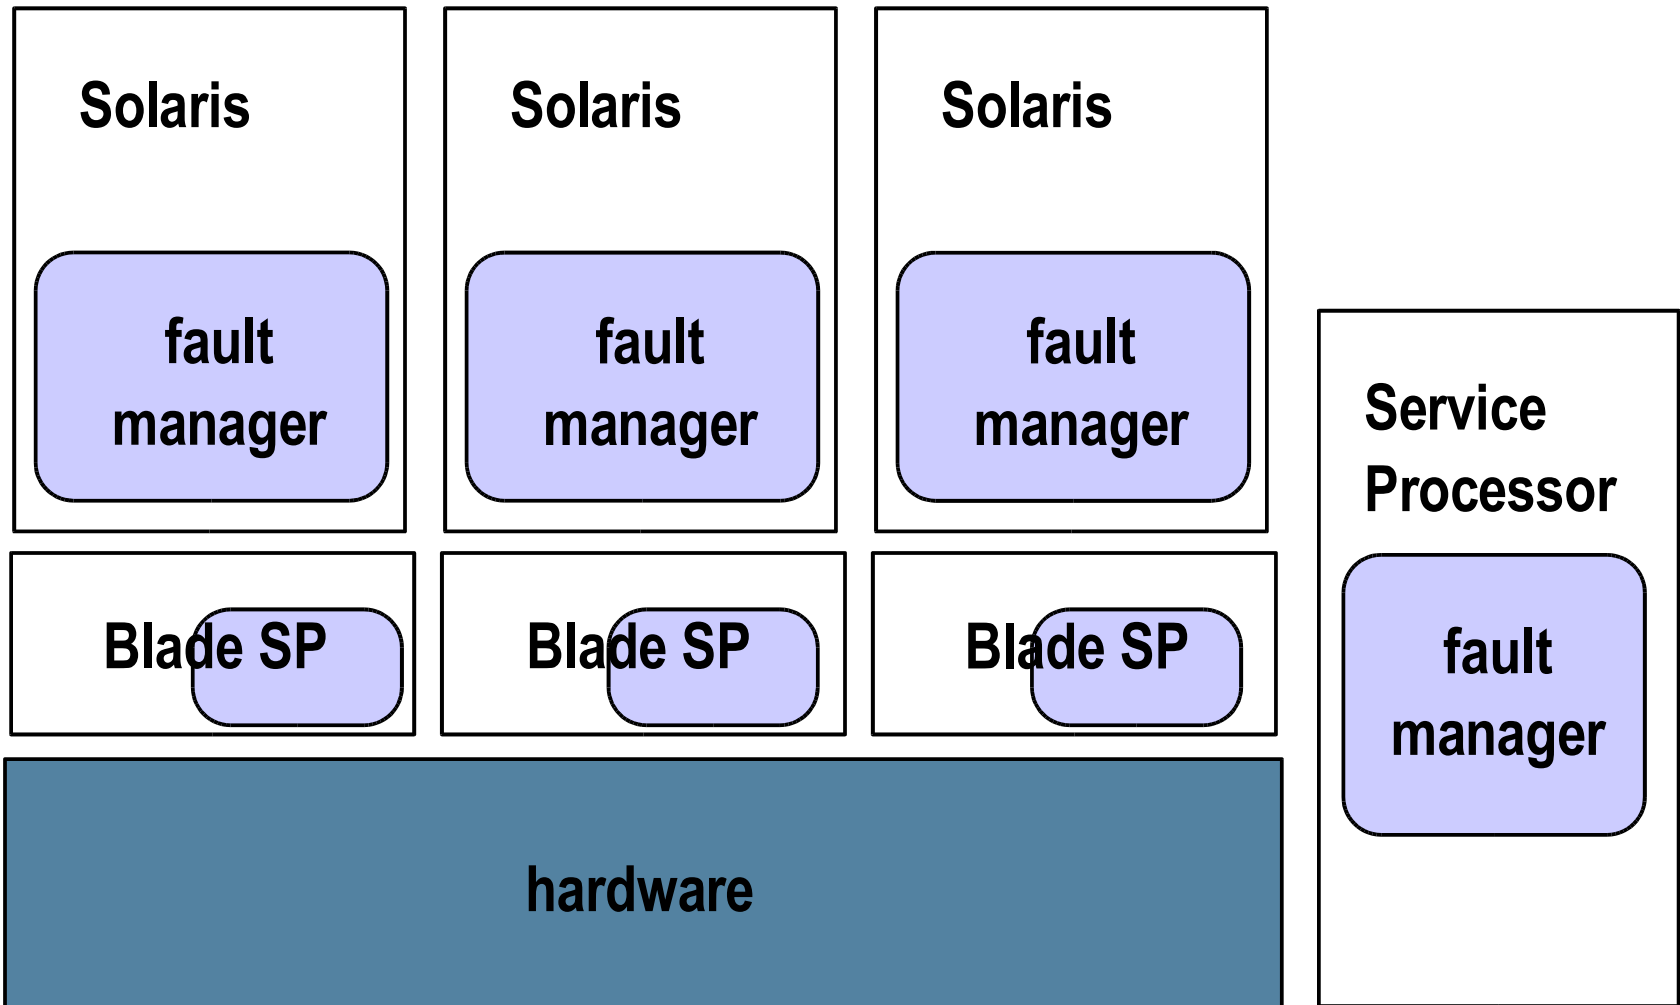 Solaris
Solaris
Solaris
fault
manager
fault
manager
fault
manager
Service
Processor
fault
manager
Blade SP
Blade SP
Blade SP
hardware